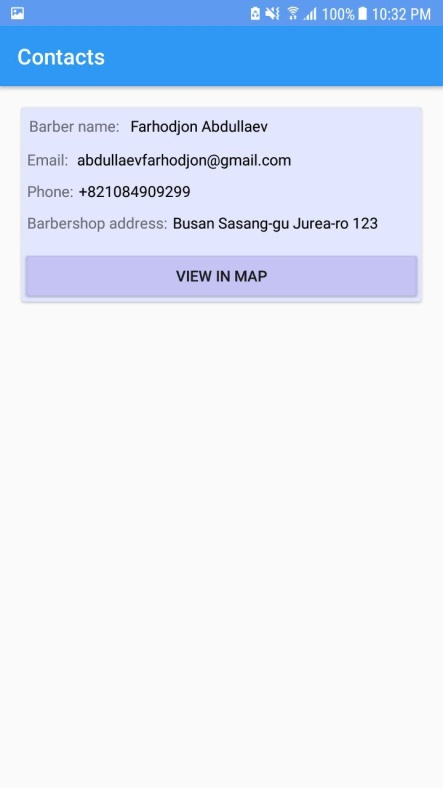 100% 10:32 PM
Contacts
Barber name: Farhodjon Abdullaev
Email: abdullaevfarhodjon@gmail.com
Phone: +821084909299
Barbershop address: Busan Sasang-gu Jurea-ro 123
VIEW IN MAP